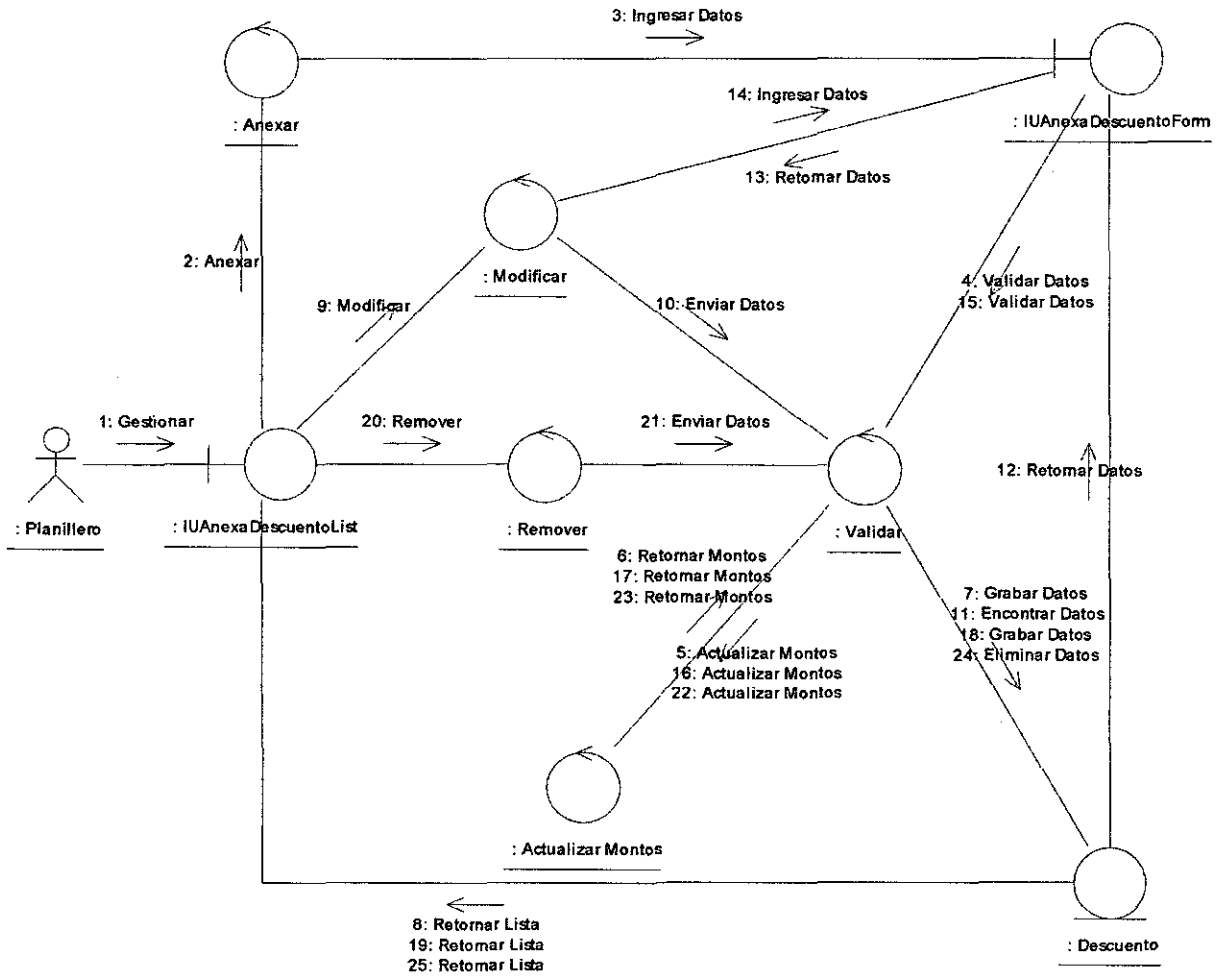 3: Ingresar Datos
14: Ingresar Datos
: Anexar
: IUAnexaDescuentoForm
13: Retornar Datos
2: Anexar
: Modificar
4: Validar Datos
15: Validar Datos
9: Modificar
10: Enviar Datos
1: Gestionar
20: Remover
21: Enviar Datos
12: Retornar Datos
: Planillero
: IUAnexaDescuentoList
: Remover
: Validar
6: Retornar Montos
17: Retornar Montos
23: Retornar Montos
7: Grabar Datos
11: Encontrar Datos
18: Grabar Datos
24: Eliminar Datos
5: Actualizar Montos
16: Actualizar Montos
22: Actualizar Montos
: Actualizar Montos
8: Retornar Lista
19: Retornar Lista
25: Retornar Lista
: Descuento